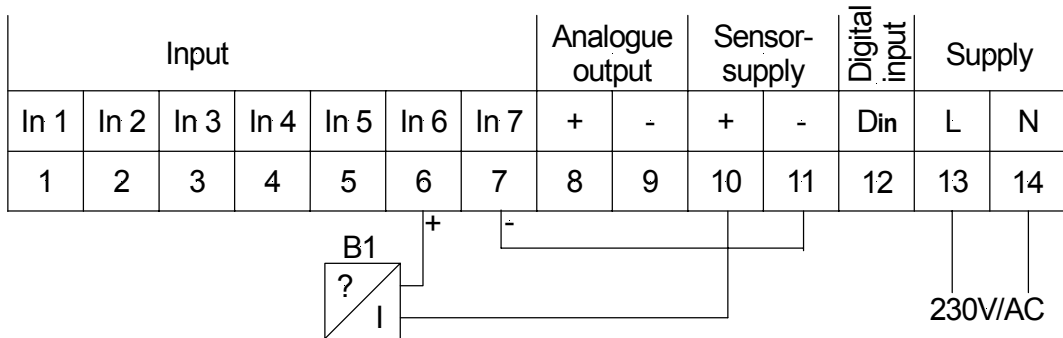 Input
Analogue
output
Sensor-
supply
Digital
input
Supply
In 1 In 2 In 3 In 4 In 5 In 6 In 7 + - + - Din L N
1 2 3 4 5 6 7 8 9 10 11 12 13 14
+ -
B1
?
I
230V/AC